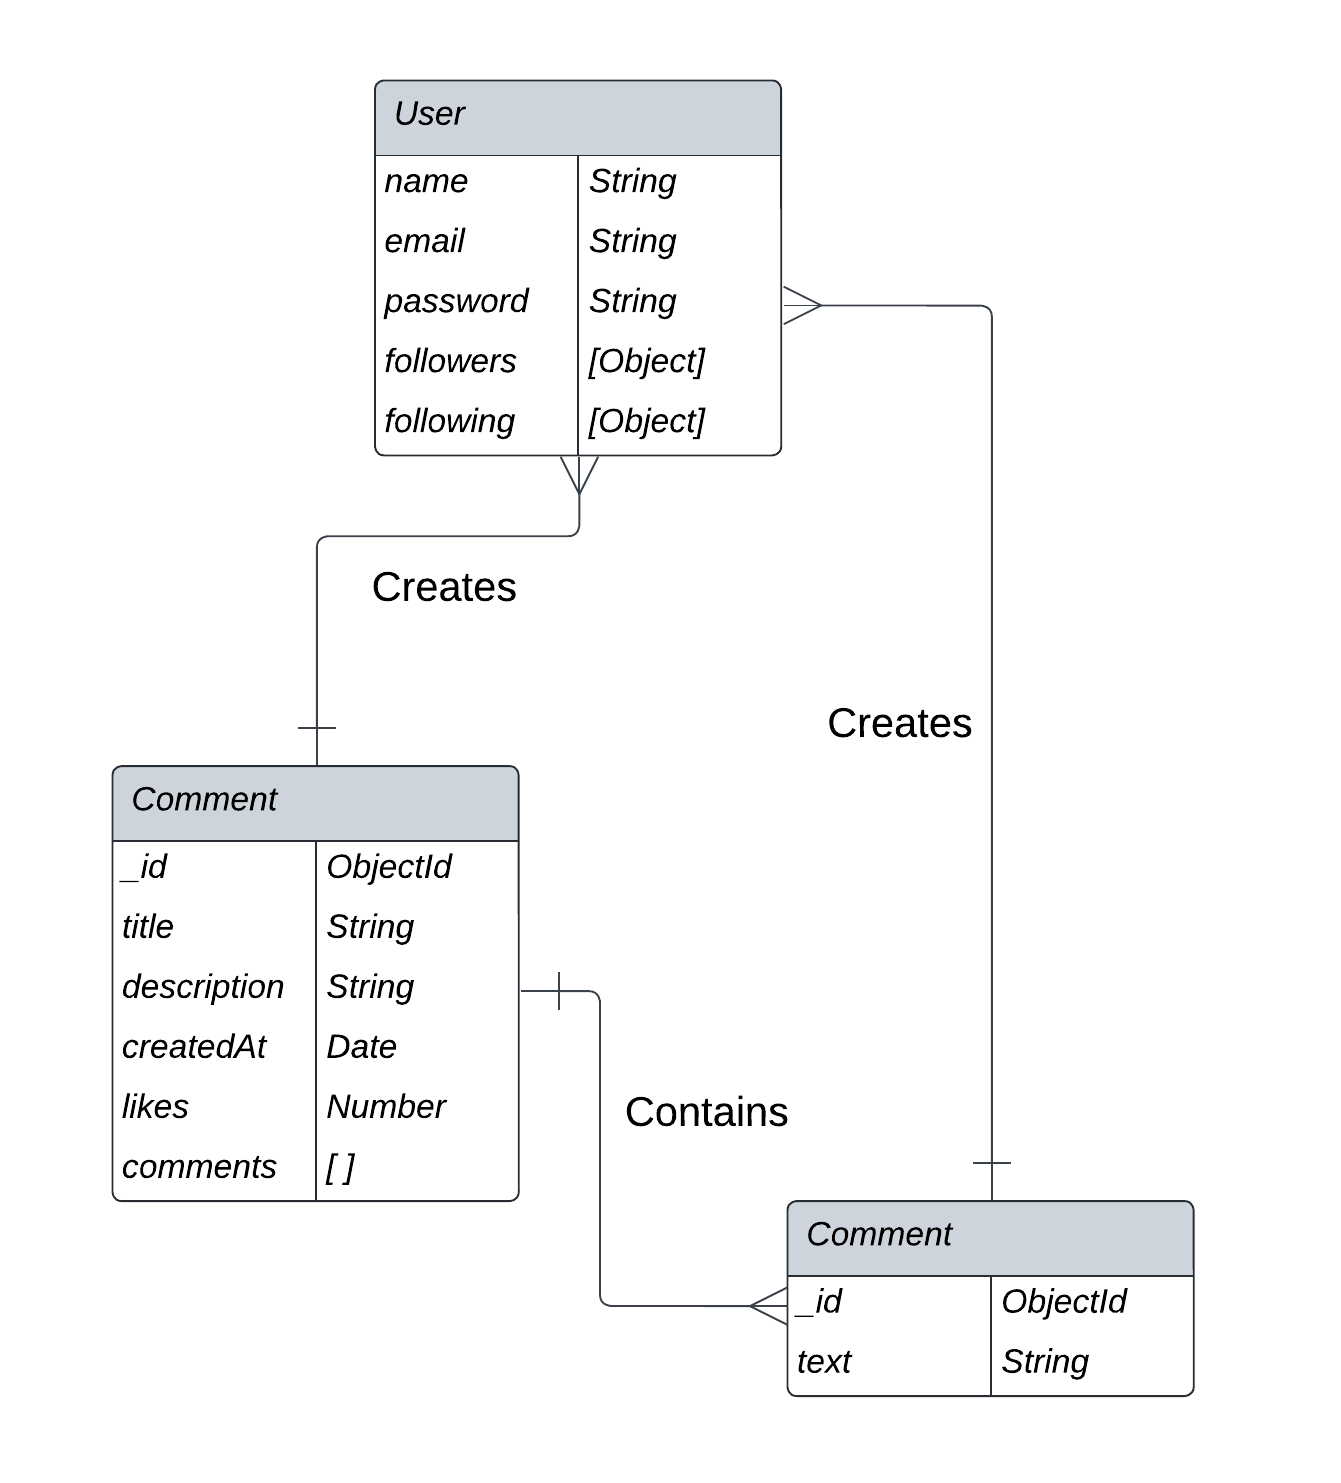 User
name String
email String
password String
followers [Object]
following [Object]
Creates
Creates
Comment
_id ObjectId
title String
description String
createdAt Date
likes Number
comments [ ]
Contains
Comment
_id ObjectId
text String